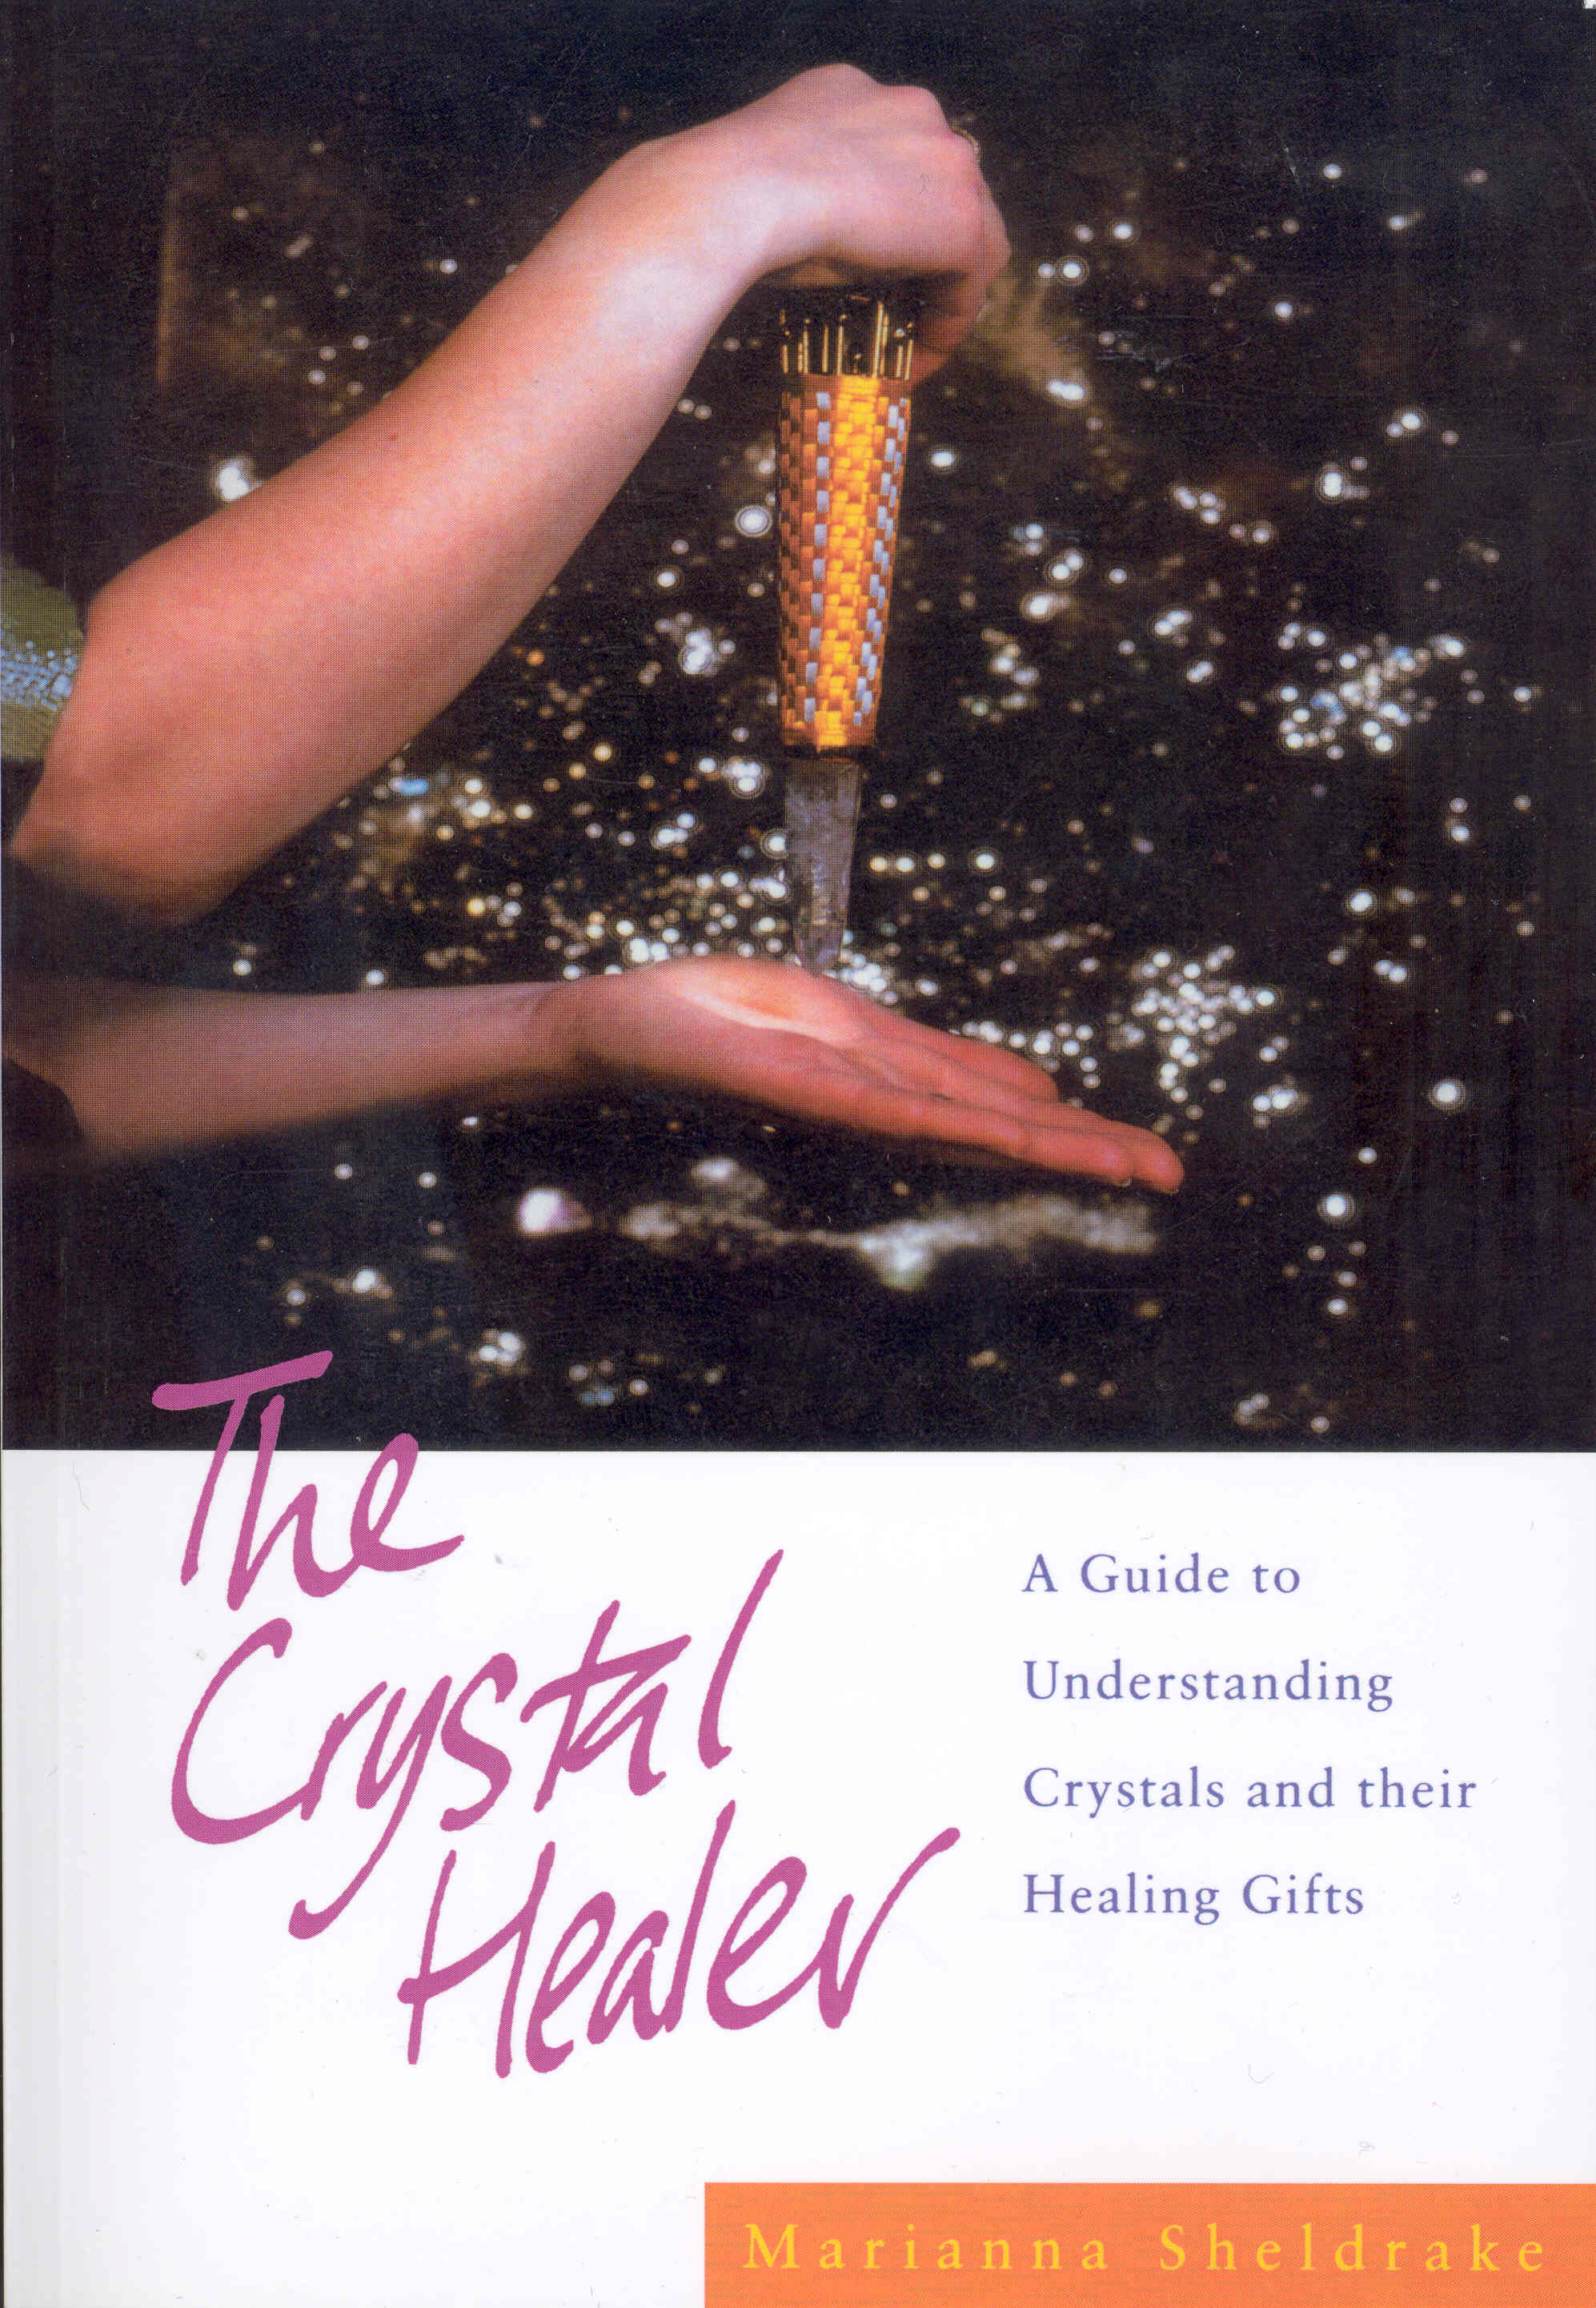 The
Crystal
Healer
A Guide to
Understanding
Crystals and their
Healing Gifts
Marianna Sheldrake